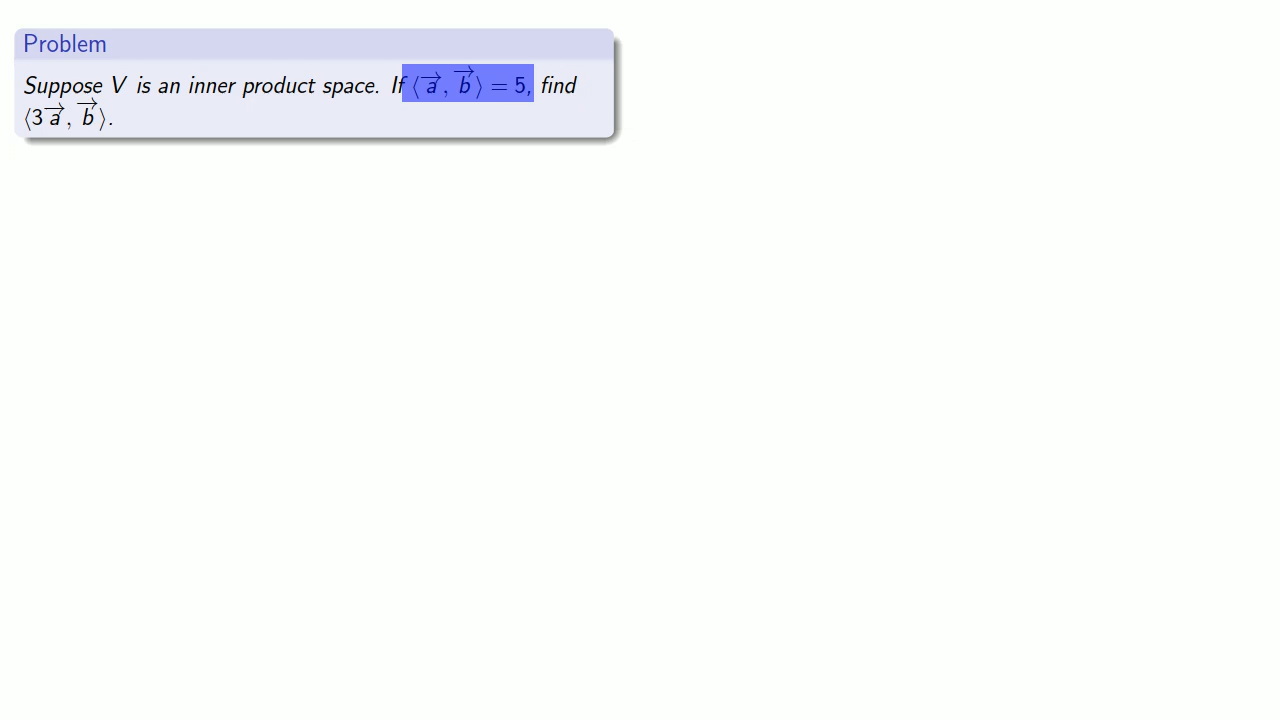 Problem
Suppose V is an inner product space. If ⟨a⃗, b⃗⟩ = 5, find
⟨3a⃗, b⃗⟩.